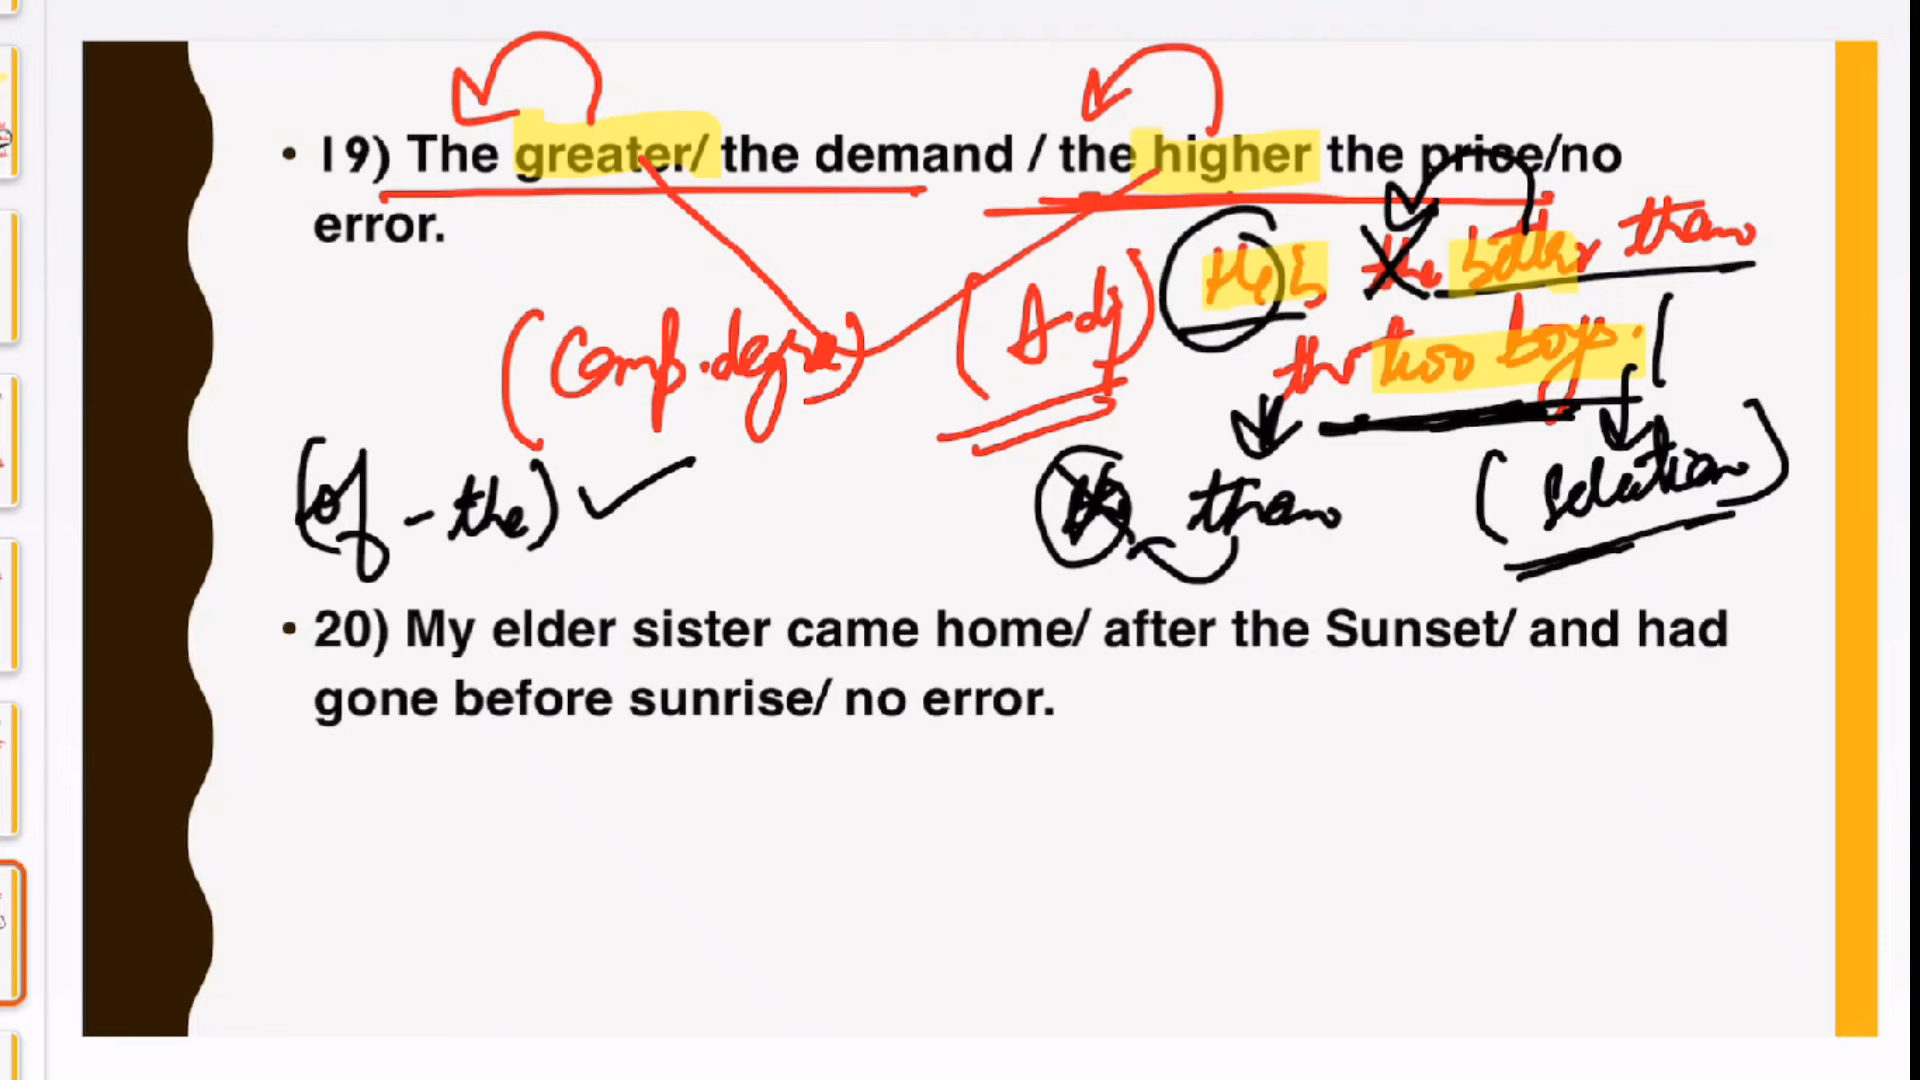 • 19) The greater/ the demand / the higher the price/no
error.
He is the better than
the two boys.
(Comp. degree) (Adj)
(of - the) than (selection)
• 20) My elder sister came home/ after the Sunset/ and had
gone before sunrise/ no error.